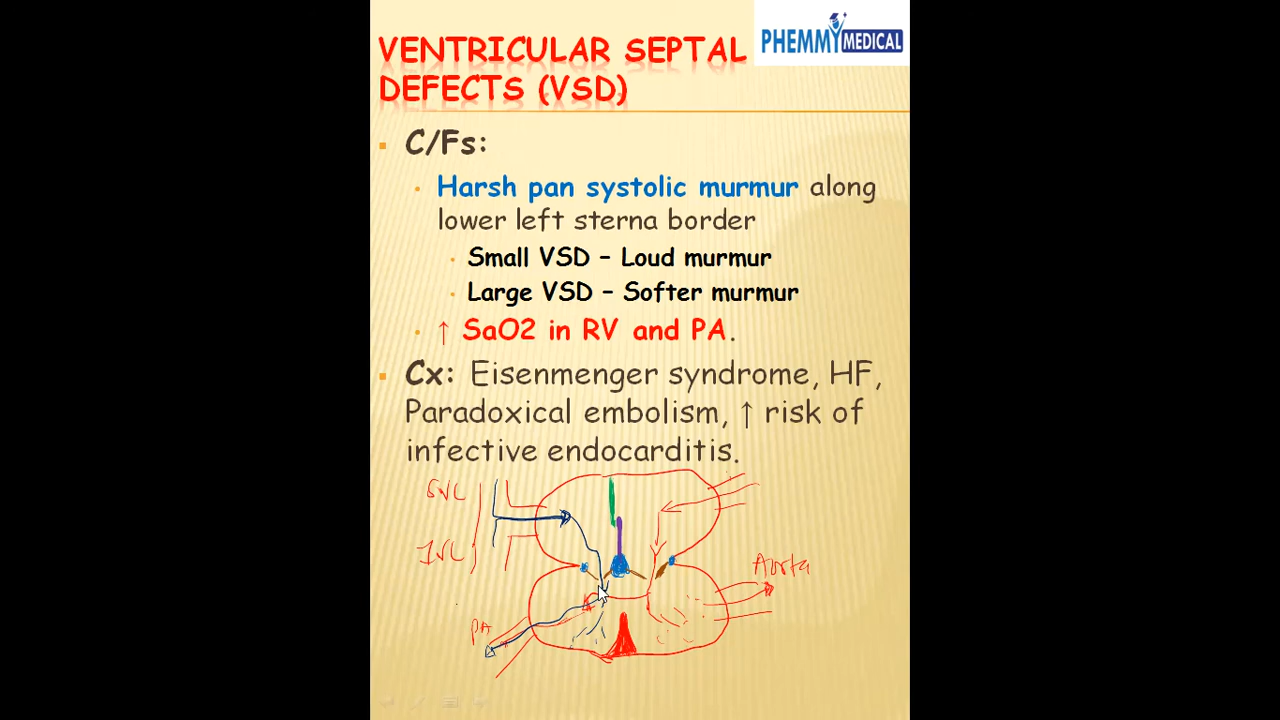 PHEMMY MEDICAL
VENTRICULAR SEPTAL
DEFECTS (VSD)
C/Fs:
Harsh pan systolic murmur along
lower left sterna border
Small VSD – Loud murmur
Large VSD – Softer murmur
↑ SaO2 in RV and PA.
Cx: Eisenmenger syndrome, HF,
Paradoxical embolism, ↑ risk of
infective endocarditis.
SVC
IVC
Aorta
PA